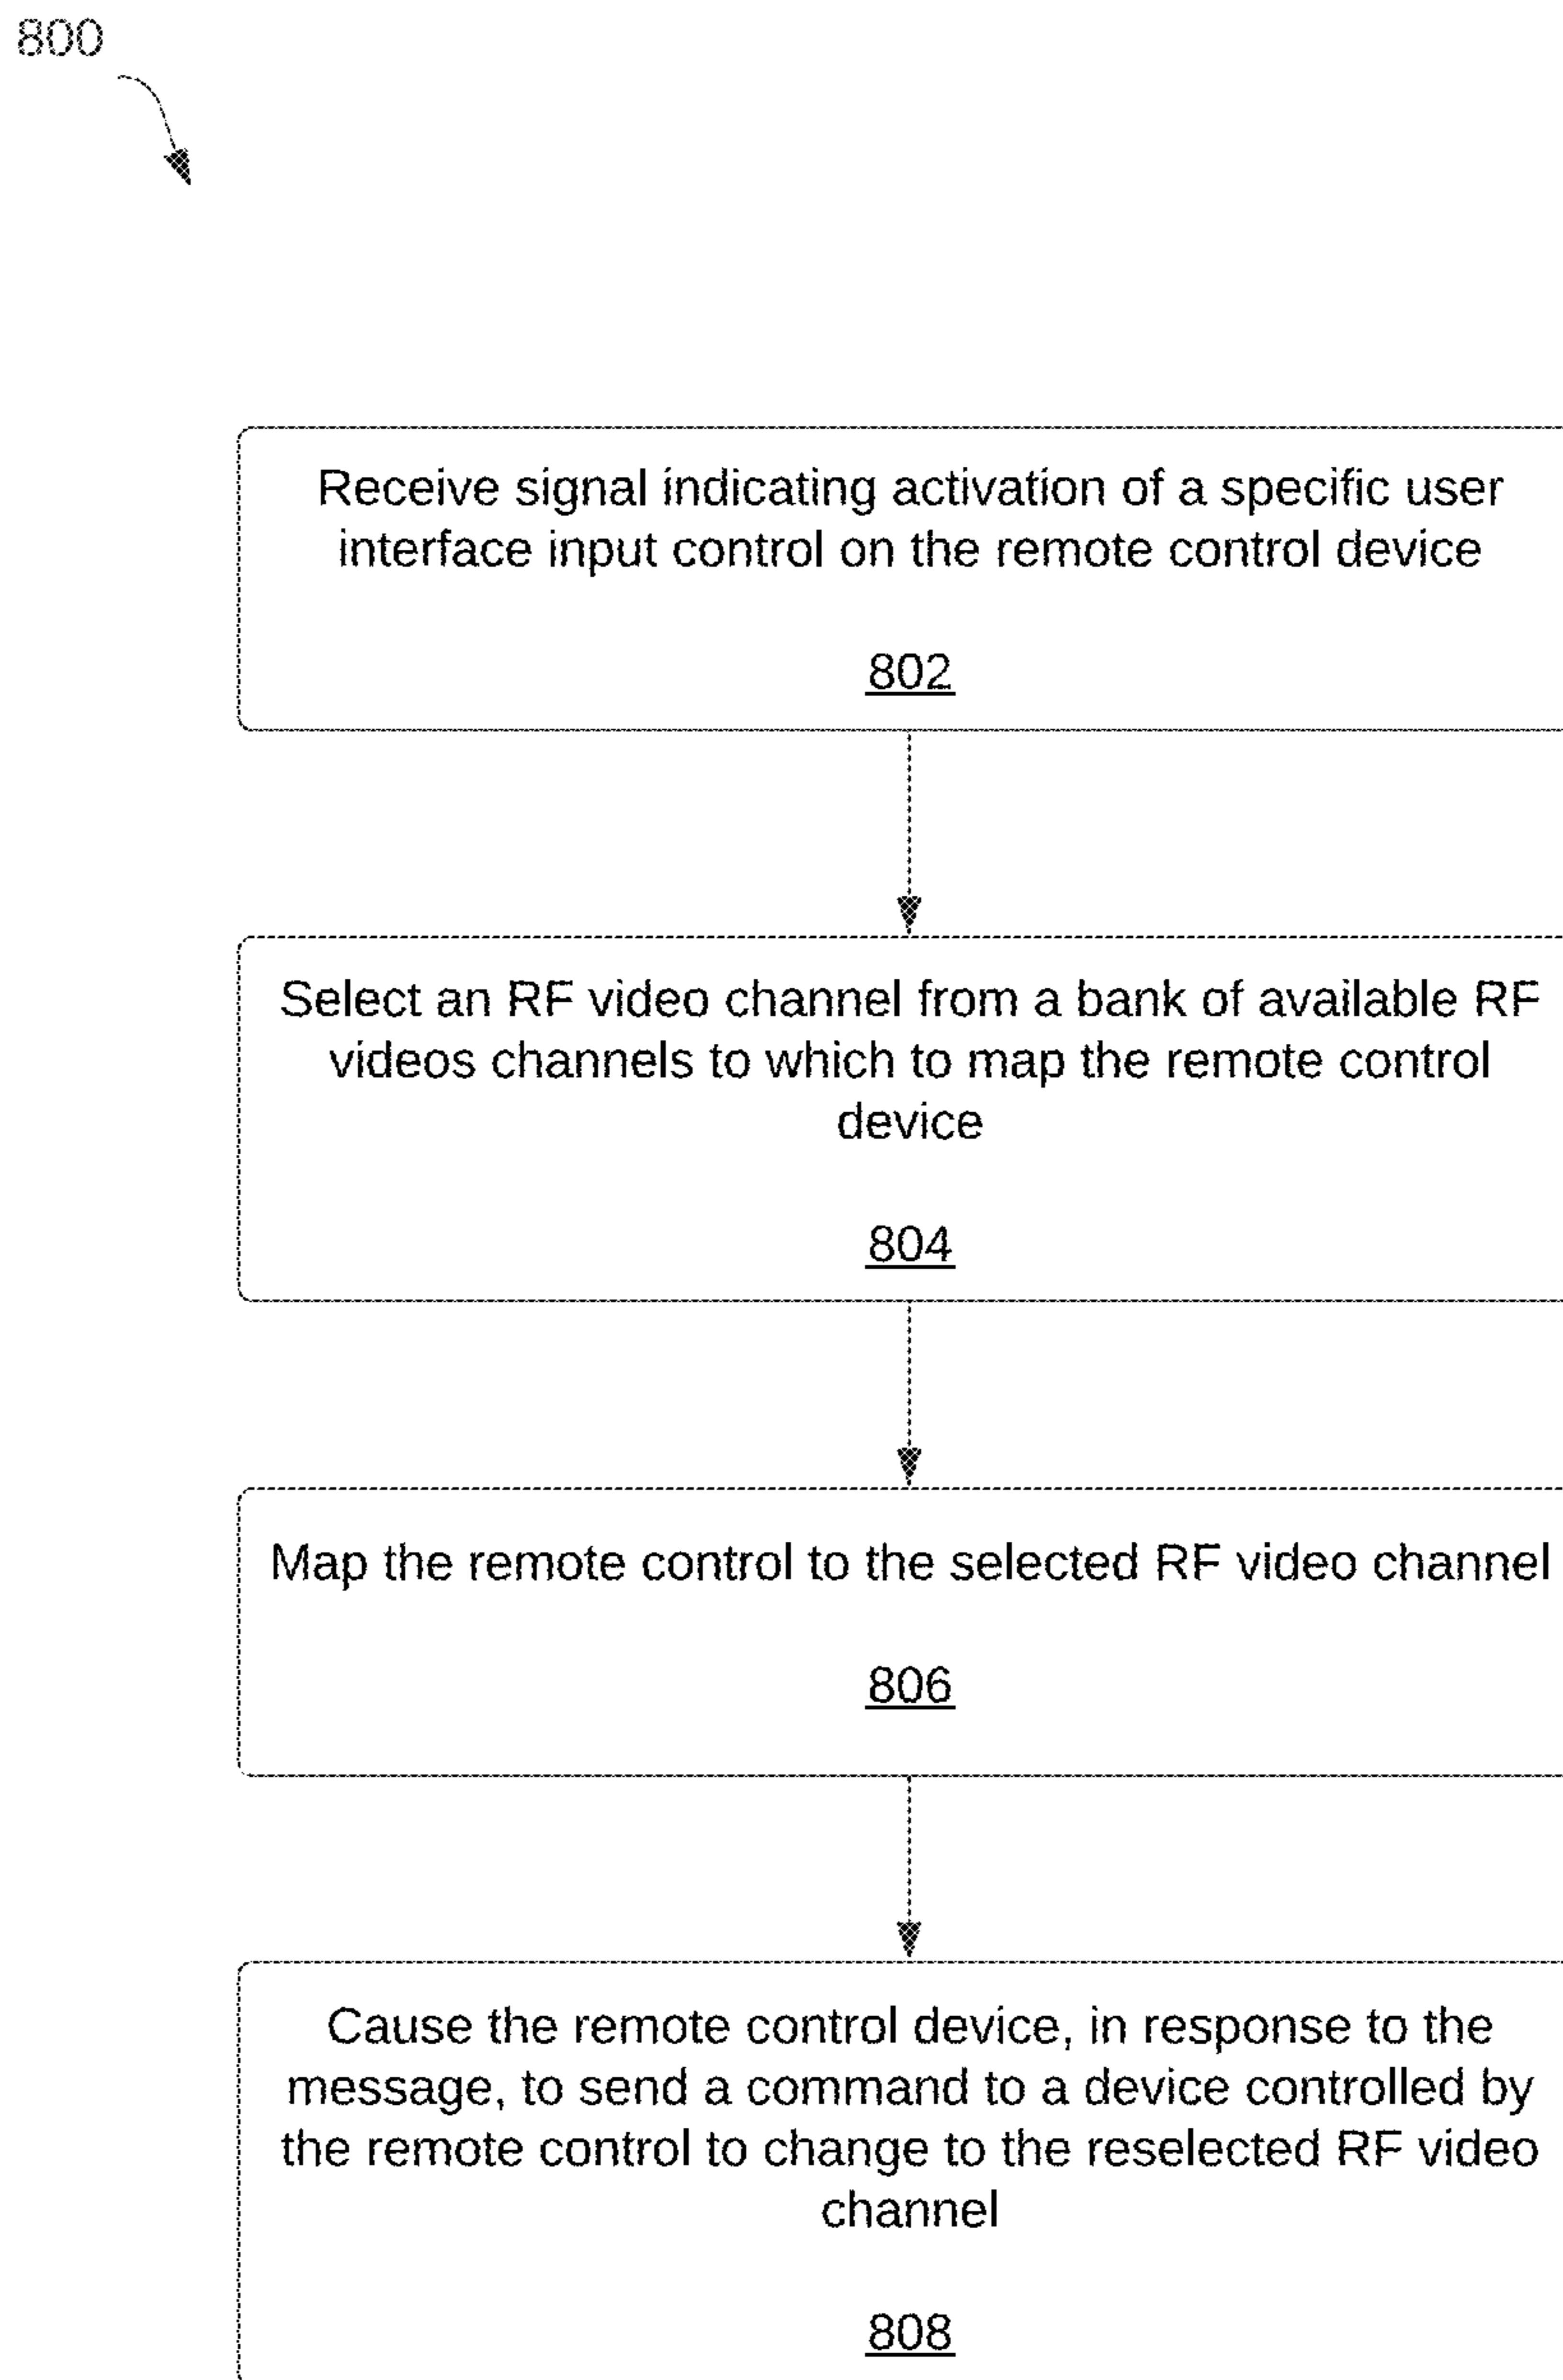 800
Receive signal indicating activation of a specific user
interface input control on the remote control device
802
Select an RF video channel from a bank of available RF
videos channels to which to map the remote control
device
804
Map the remote control to the selected RF video channel
806
Cause the remote control device, in response to the
message, to send a command to a device controlled by
the remote control to change to the reselected RF video
channel
808